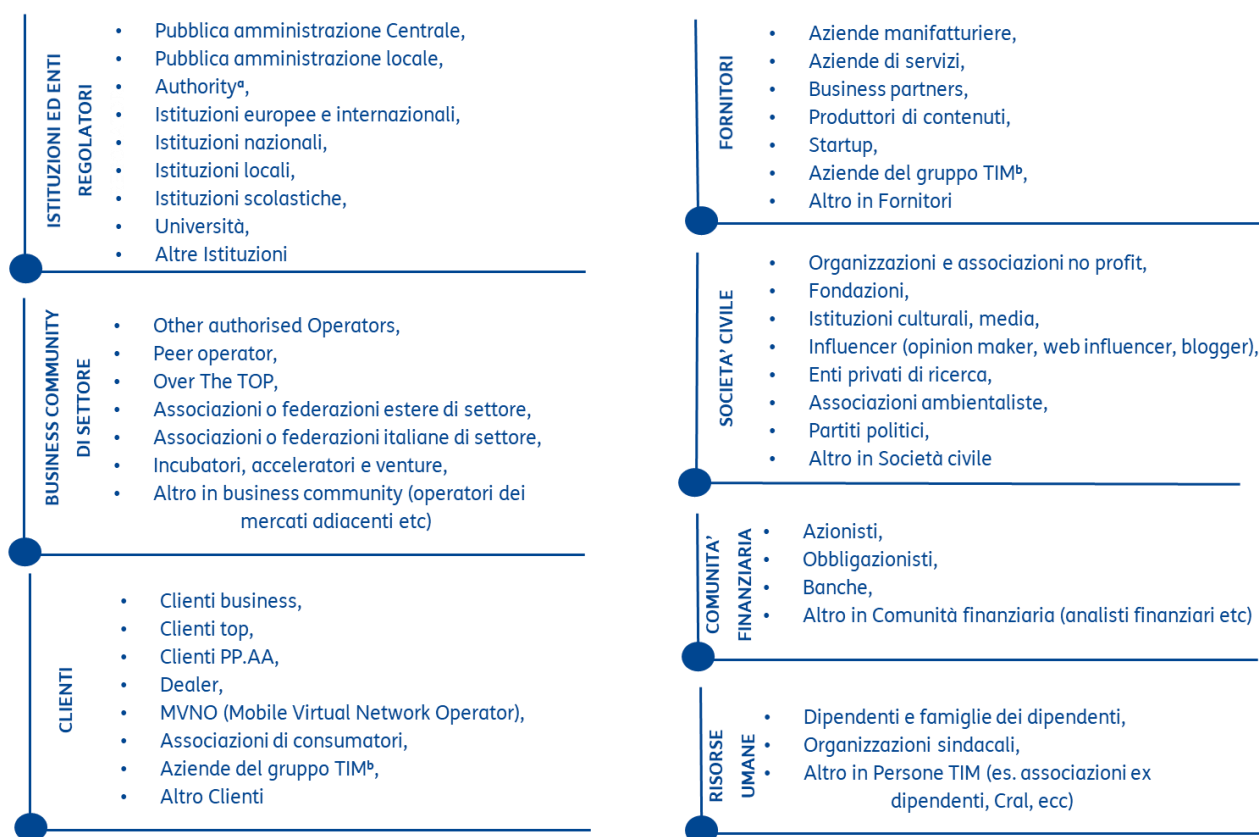 ISTITUZIONI ED ENTI
REGOLATORI
• Pubblica amministrazione Centrale,
• Pubblica amministrazione locale,
• Authorityᵃ,
• Istituzioni europee e internazionali,
• Istituzioni nazionali,
• Istituzioni locali,
• Istituzioni scolastiche,
• Università,
• Altre Istituzioni
BUSINESS COMMUNITY
DI SETTORE
• Other authorised Operators,
• Peer operator,
• Over The TOP,
• Associazioni o federazioni estere di settore,
• Associazioni o federazioni italiane di settore,
• Incubatori, acceleratori e venture,
• Altro in business community (operatori dei
mercati adiacenti etc)
CLIENTI
• Clienti business,
• Clienti top,
• Clienti PP.AA,
• Dealer,
• MVNO (Mobile Virtual Network Operator),
• Associazioni di consumatori,
• Aziende del gruppo TIMᵇ,
• Altro Clienti
FORNITORI
• Aziende manifatturiere,
• Aziende di servizi,
• Business partners,
• Produttori di contenuti,
• Startup,
• Aziende del gruppo TIMᵇ,
• Altro in Fornitori
SOCIETA' CIVILE
• Organizzazioni e associazioni no profit,
• Fondazioni,
• Istituzioni culturali, media,
• Influencer (opinion maker, web influencer, blogger),
• Enti privati di ricerca,
• Associazioni ambientaliste,
• Partiti politici,
• Altro in Società civile
COMUNITA'
FINANZIARIA
• Azionisti,
• Obbligazionisti,
• Banche,
• Altro in Comunità finanziaria (analisti finanziari etc)
RISORSE
UMANE
• Dipendenti e famiglie dei dipendenti,
• Organizzazioni sindacali,
• Altro in Persone TIM (es. associazioni ex
dipendenti, Cral, ecc)